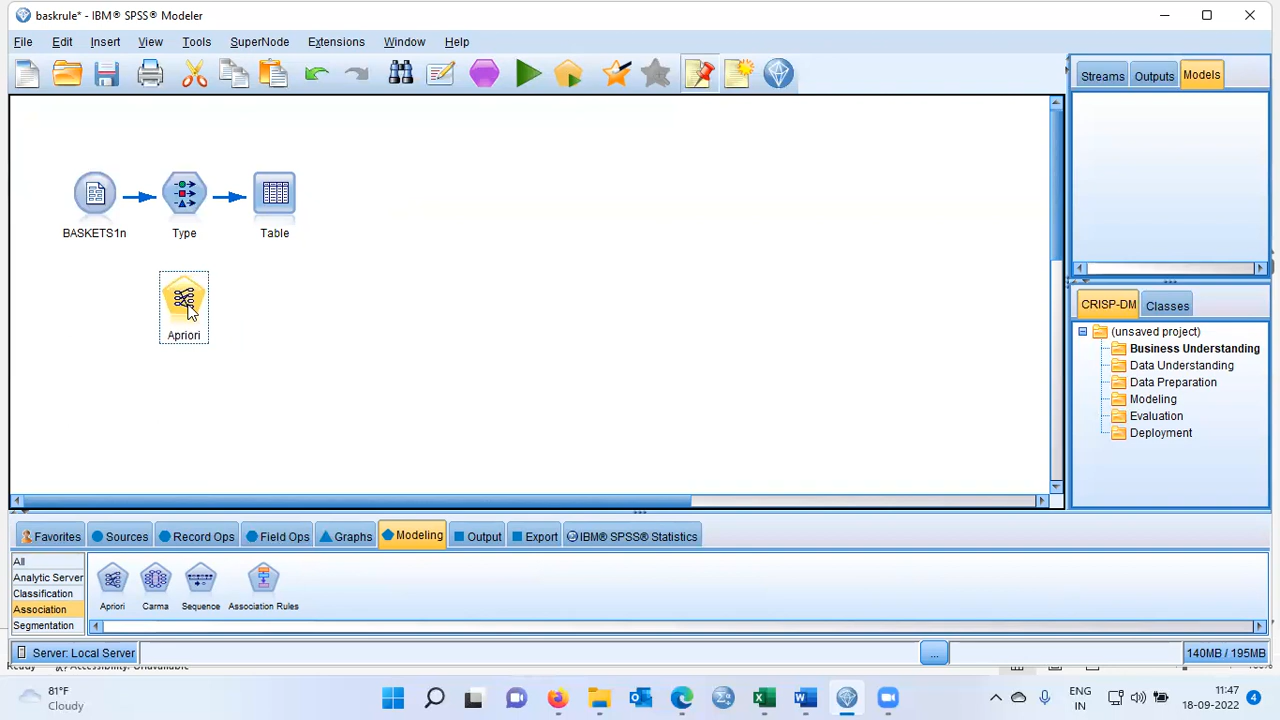 baskrule* - IBM® SPSS® Modeler
File Edit Insert View Tools SuperNode Extensions Window Help
Streams Outputs Models
BASKETS1n Type Table
Apriori
CRISP-DM Classes
(unsaved project)
Business Understanding
Data Understanding
Data Preparation
Modeling
Evaluation
Deployment
Favorites Sources Record Ops Field Ops Graphs Modeling Output Export IBM® SPSS® Statistics
All
Analytic Server
Classification
Association
Segmentation
Apriori Carma Sequence Association Rules
Server: Local Server ... 140MB / 195MB
81°F
Cloudy
ENG
IN
11:47
18-09-2022
4